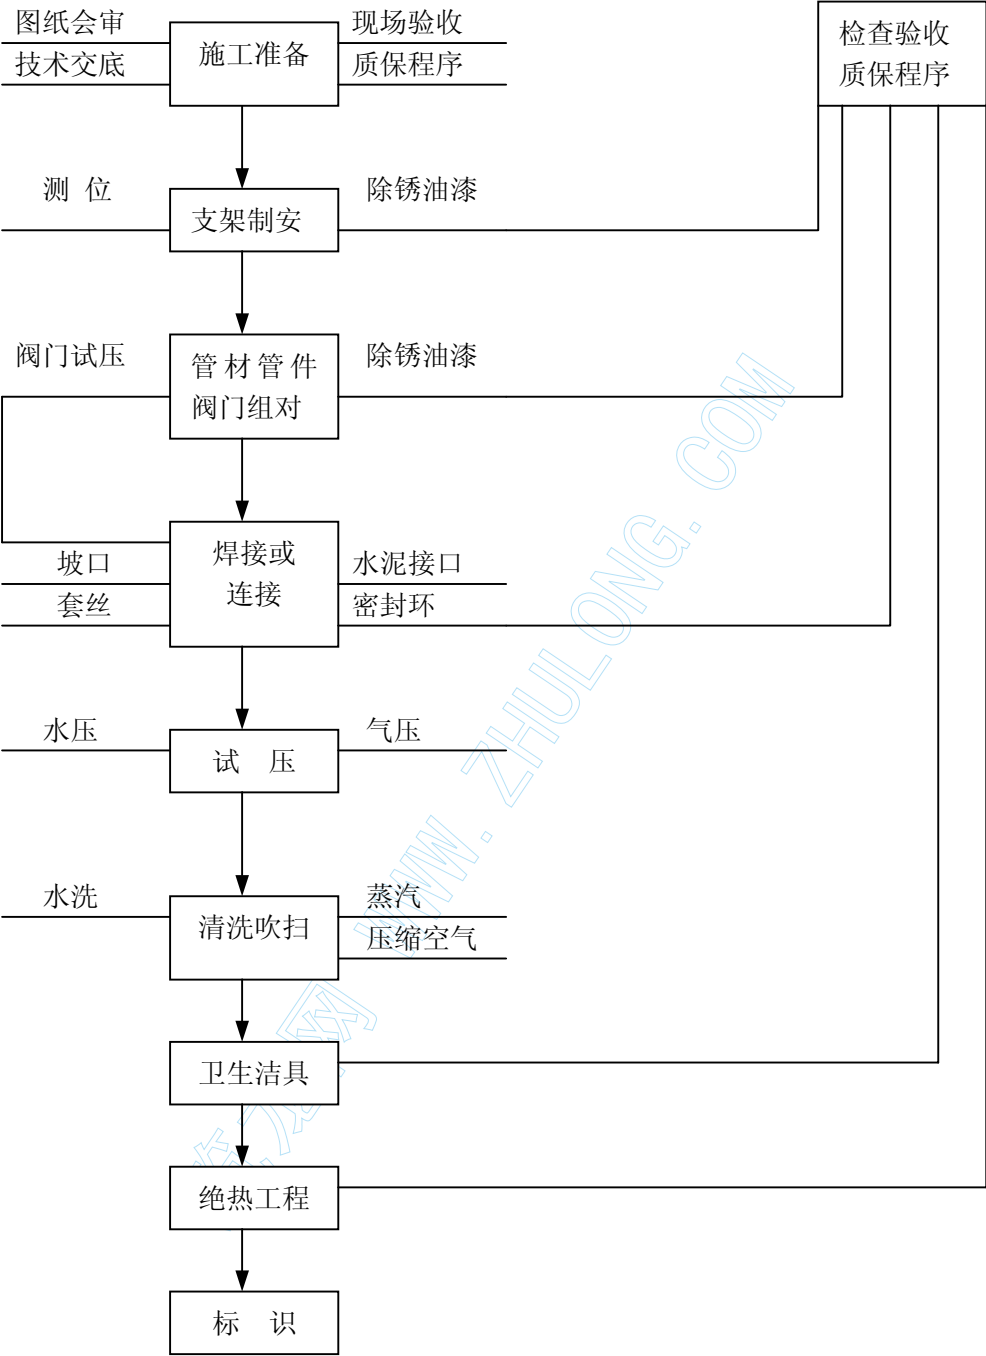 图纸会审
技术交底
施工准备
现场验收
质保程序
检查验收
质保程序
测 位
支架制安
除锈油漆
阀门试压
管材管件
阀门组对
除锈油漆
坡口
套丝
焊接或
连接
水泥接口
密封环
水压
试 压
气压
水洗
清洗吹扫
蒸汽
压缩空气
卫生洁具
绝热工程
标 识
WWW.ZHULONG.COM